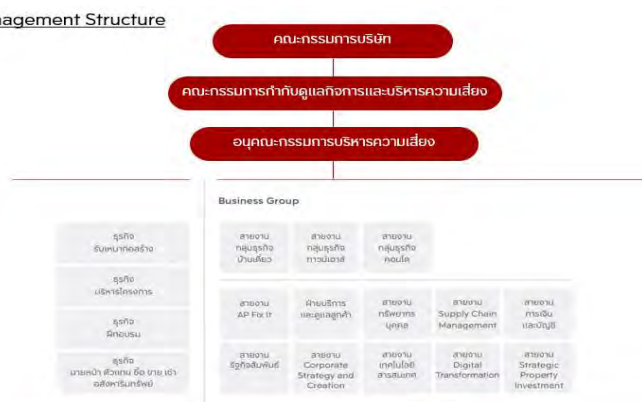 nagement Structure
คณะกรรมการบริษัท
คณะกรรมการกำกับดูแลกิจการและบริหารความเสี่ยง
อนุคณะกรรมการบริหารความเสี่ยง
Business Group
ธุรกิจ
รับเหมาก่อสร้าง
ธุรกิจ
บริหารโครงการ
ธุรกิจ
ฝึกอบรม
ธุรกิจ
นายหน้า ตัวแทน ซื้อ ขาย เช่า
อสังหาริมทรัพย์
สายงาน
กลุ่มธุรกิจ
บ้านเดี่ยว
สายงาน
กลุ่มธุรกิจ
ทาวน์เฮาส์
สายงาน
กลุ่มธุรกิจ
คอนโด
สายงาน
AP Fix It
ฝ่ายบริการ
และดูแลลูกค้า
สายงาน
ทรัพยากร
บุคคล
สายงาน
Supply Chain
Management
สายงาน
การเงิน
และบัญชี
สายงาน
รัฐกิจสัมพันธ์
สายงาน
Corporate
Strategy and
Creation
สายงาน
เทคโนโลยี
สารสนเทศ
สายงาน
Digital
Transformation
สายงาน
Strategic
Property
Investment